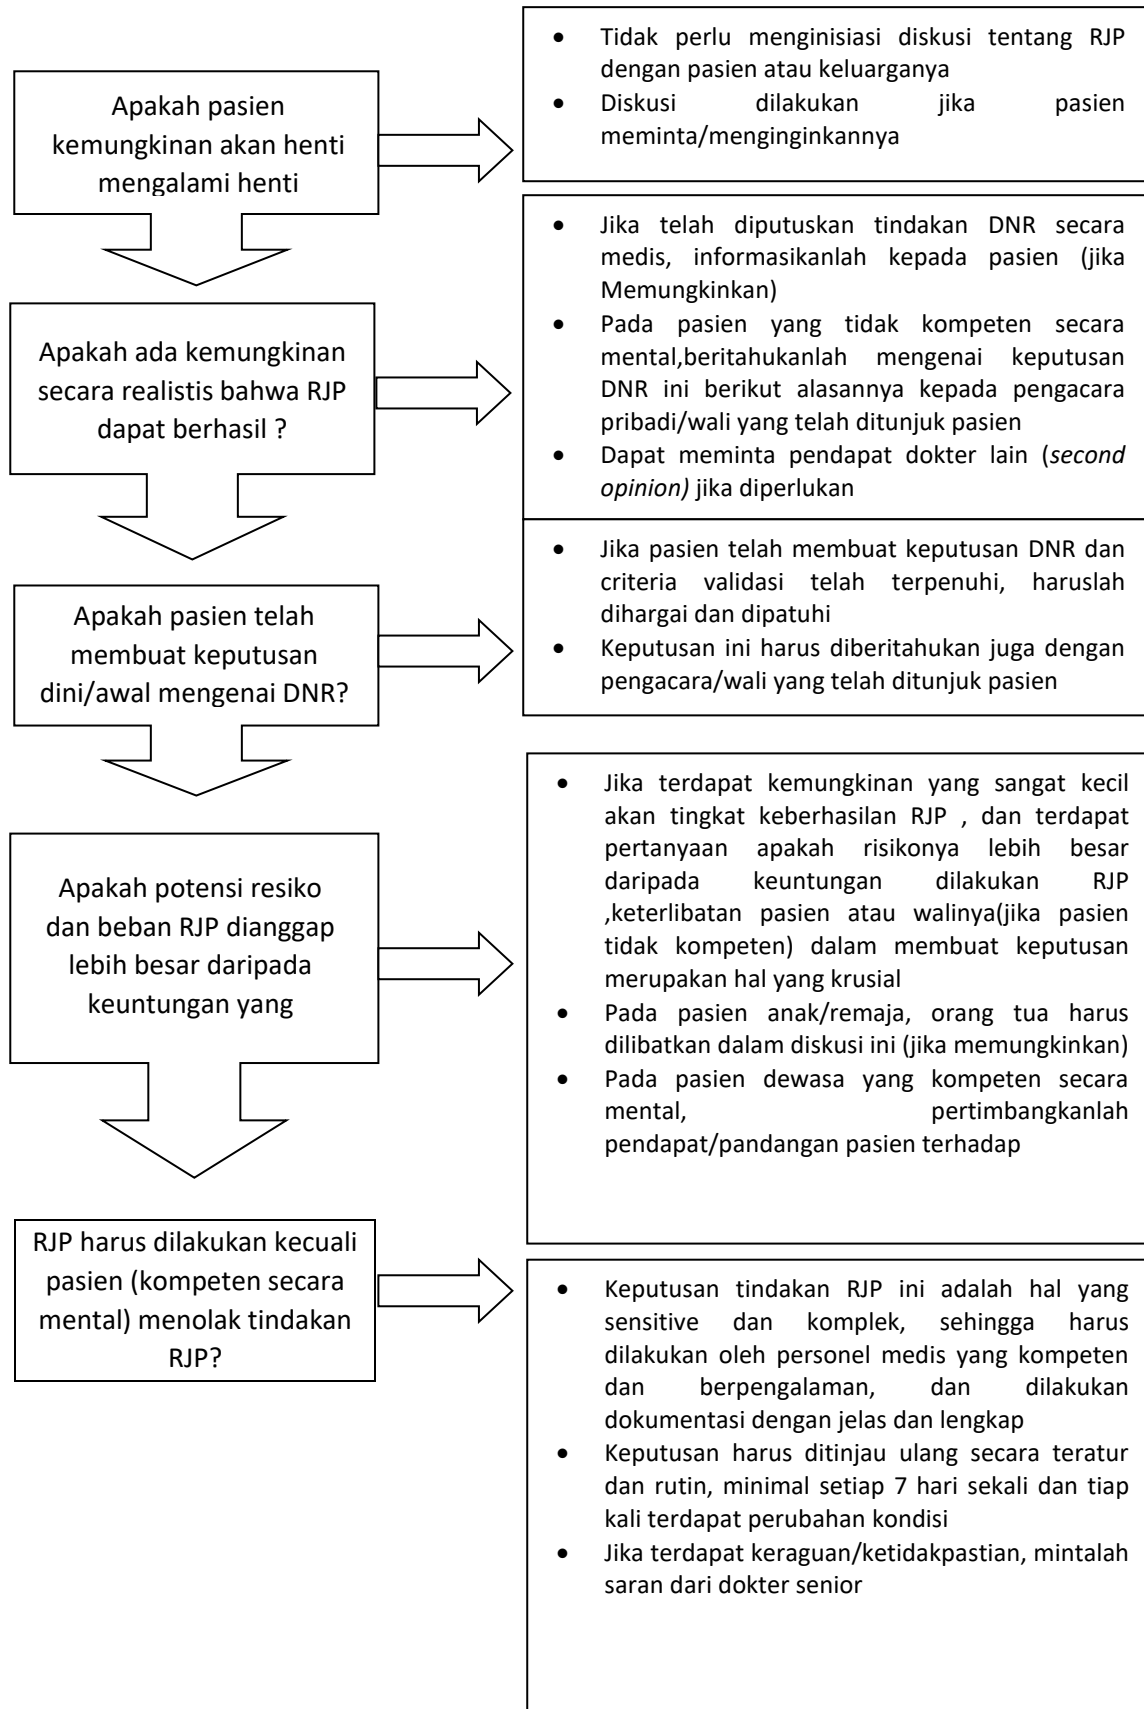 Apakah pasien
kemungkinan akan henti
mengalami henti
• Tidak perlu menginisiasi diskusi tentang RJP
dengan pasien atau keluarganya
• Diskusi dilakukan jika pasien
meminta/menginginkannya
Apakah ada kemungkinan
secara realistis bahwa RJP
dapat berhasil ?
• Jika telah diputuskan tindakan DNR secara
medis, informasikanlah kepada pasien (jika
Memungkinkan)
• Pada pasien yang tidak kompeten secara
mental,beritahukanlah mengenai keputusan
DNR ini berikut alasannya kepada pengacara
pribadi/wali yang telah ditunjuk pasien
• Dapat meminta pendapat dokter lain (second
opinion) jika diperlukan
Apakah pasien telah
membuat keputusan
dini/awal mengenai DNR?
• Jika pasien telah membuat keputusan DNR dan
criteria validasi telah terpenuhi, haruslah
dihargai dan dipatuhi
• Keputusan ini harus diberitahukan juga dengan
pengacara/wali yang telah ditunjuk pasien
Apakah potensi resiko
dan beban RJP dianggap
lebih besar daripada
keuntungan yang
• Jika terdapat kemungkinan yang sangat kecil
akan tingkat keberhasilan RJP , dan terdapat
pertanyaan apakah risikonya lebih besar
daripada keuntungan dilakukan RJP
,keterlibatan pasien atau walinya(jika pasien
tidak kompeten) dalam membuat keputusan
merupakan hal yang krusial
• Pada pasien anak/remaja, orang tua harus
dilibatkan dalam diskusi ini (jika memungkinkan)
• Pada pasien dewasa yang kompeten secara
mental, pertimbangkanlah
pendapat/pandangan pasien terhadap
RJP harus dilakukan kecuali
pasien (kompeten secara
mental) menolak tindakan
RJP?
• Keputusan tindakan RJP ini adalah hal yang
sensitive dan komplek, sehingga harus
dilakukan oleh personel medis yang kompeten
dan berpengalaman, dan dilakukan
dokumentasi dengan jelas dan lengkap
• Keputusan harus ditinjau ulang secara teratur
dan rutin, minimal setiap 7 hari sekali dan tiap
kali terdapat perubahan kondisi
• Jika terdapat keraguan/ketidakpastian, mintalah
saran dari dokter senior